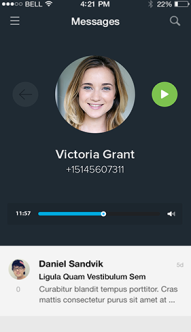 BELL 4:21 PM 22%
Messages
Victoria Grant
+15145607311
11:57
Daniel Sandvik 5d
Ligula Quam Vestibulum Sem
0 Curabitur blandit tempus porttitor. Cras
mattis consectetur purus sit amet at ...